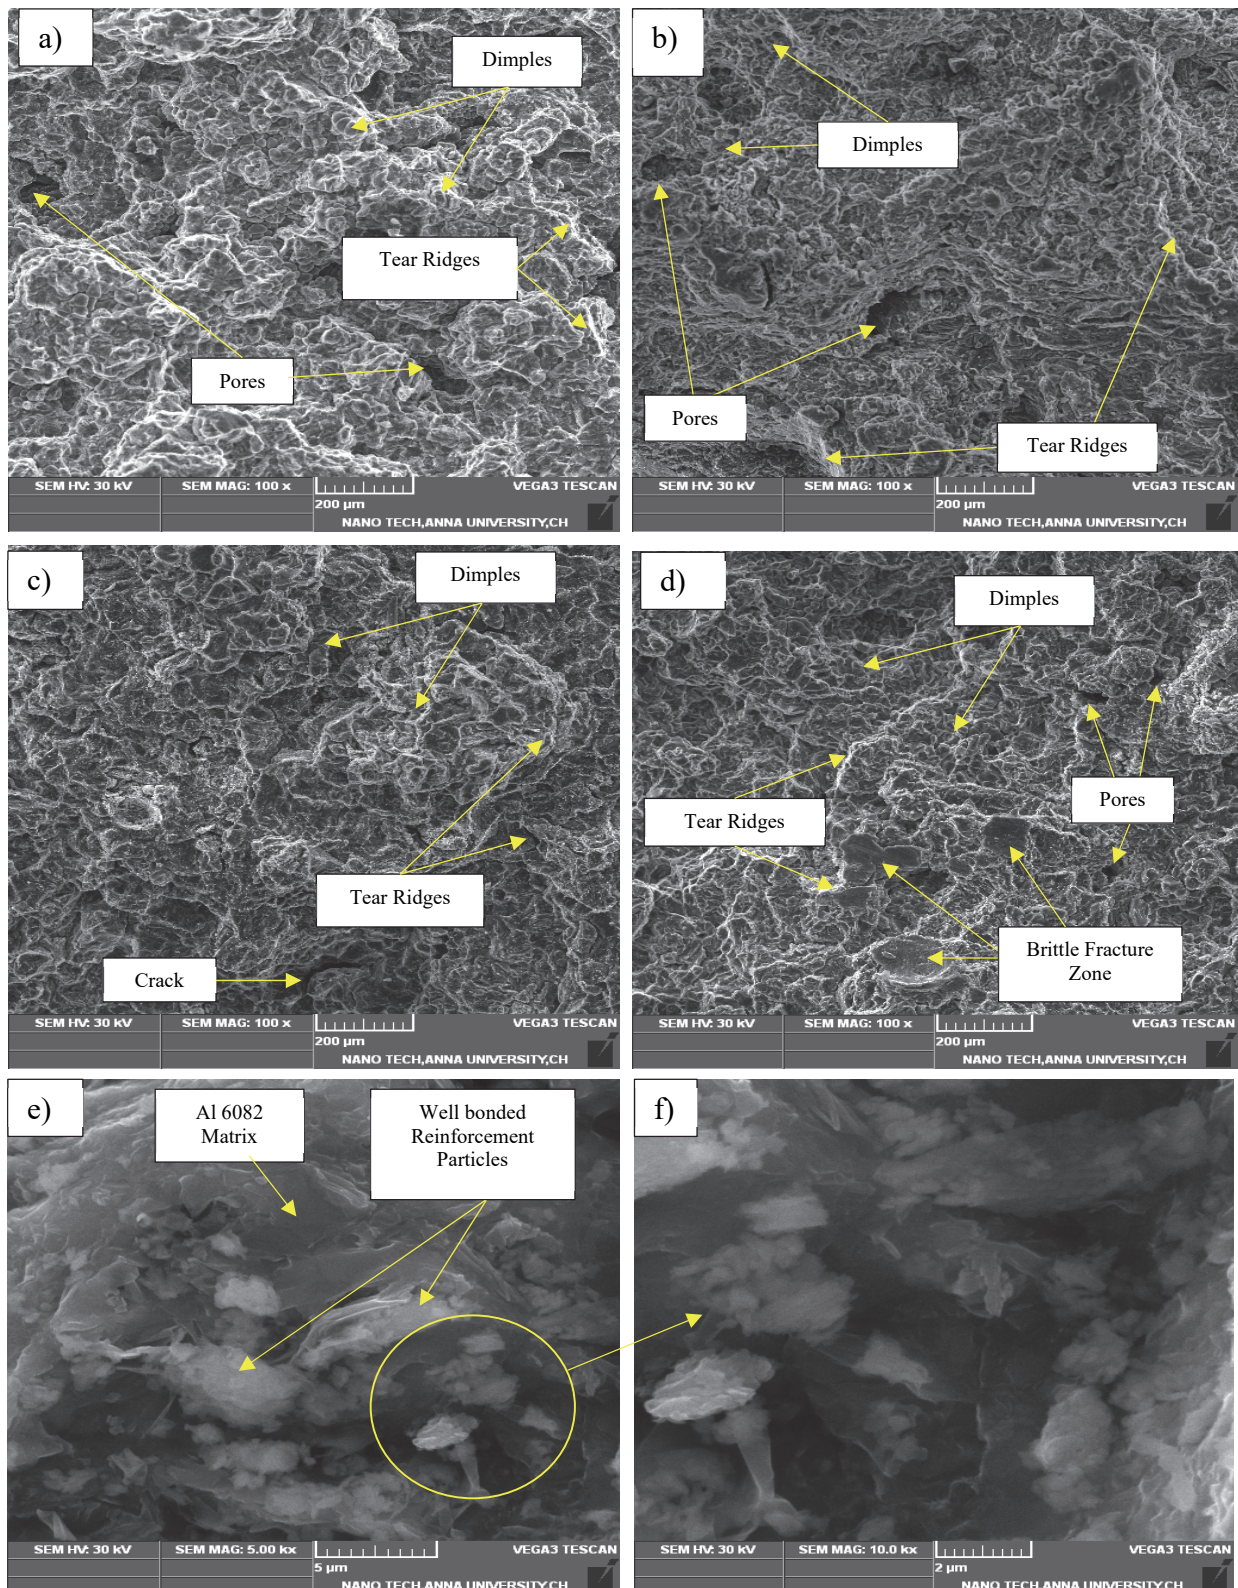 a)
Dimples
Tear Ridges
Pores
SEM HV: 30 kV
SEM MAG: 100 x
VEGA3 TESCAN
200 µm
NANO TECH,ANNA UNIVERSITY,CH
b)
Dimples
Pores
Tear Ridges
SEM HV: 30 kV
SEM MAG: 100 x
VEGA3 TESCAN
200 µm
NANO TECH,ANNA UNIVERSITY,CH
c)
Dimples
Tear Ridges
Crack
SEM HV: 30 kV
SEM MAG: 100 x
VEGA3 TESCAN
200 µm
NANO TECH,ANNA UNIVERSITY,CH
d)
Dimples
Pores
Tear Ridges
Brittle Fracture
Zone
SEM HV: 30 kV
SEM MAG: 100 x
VEGA3 TESCAN
200 µm
NANO TECH,ANNA UNIVERSITY,CH
e)
Al 6082
Matrix
Well bonded
Reinforcement
Particles
SEM HV: 30 kV
SEM MAG: 5.00 kx
VEGA3 TESCAN
5 µm
NANO TECH,ANNA UNIVERSITY,CH
f)
SEM HV: 30 kV
SEM MAG: 10.0 kx
VEGA3 TESCAN
2 µm
NANO TECH,ANNA UNIVERSITY,CH